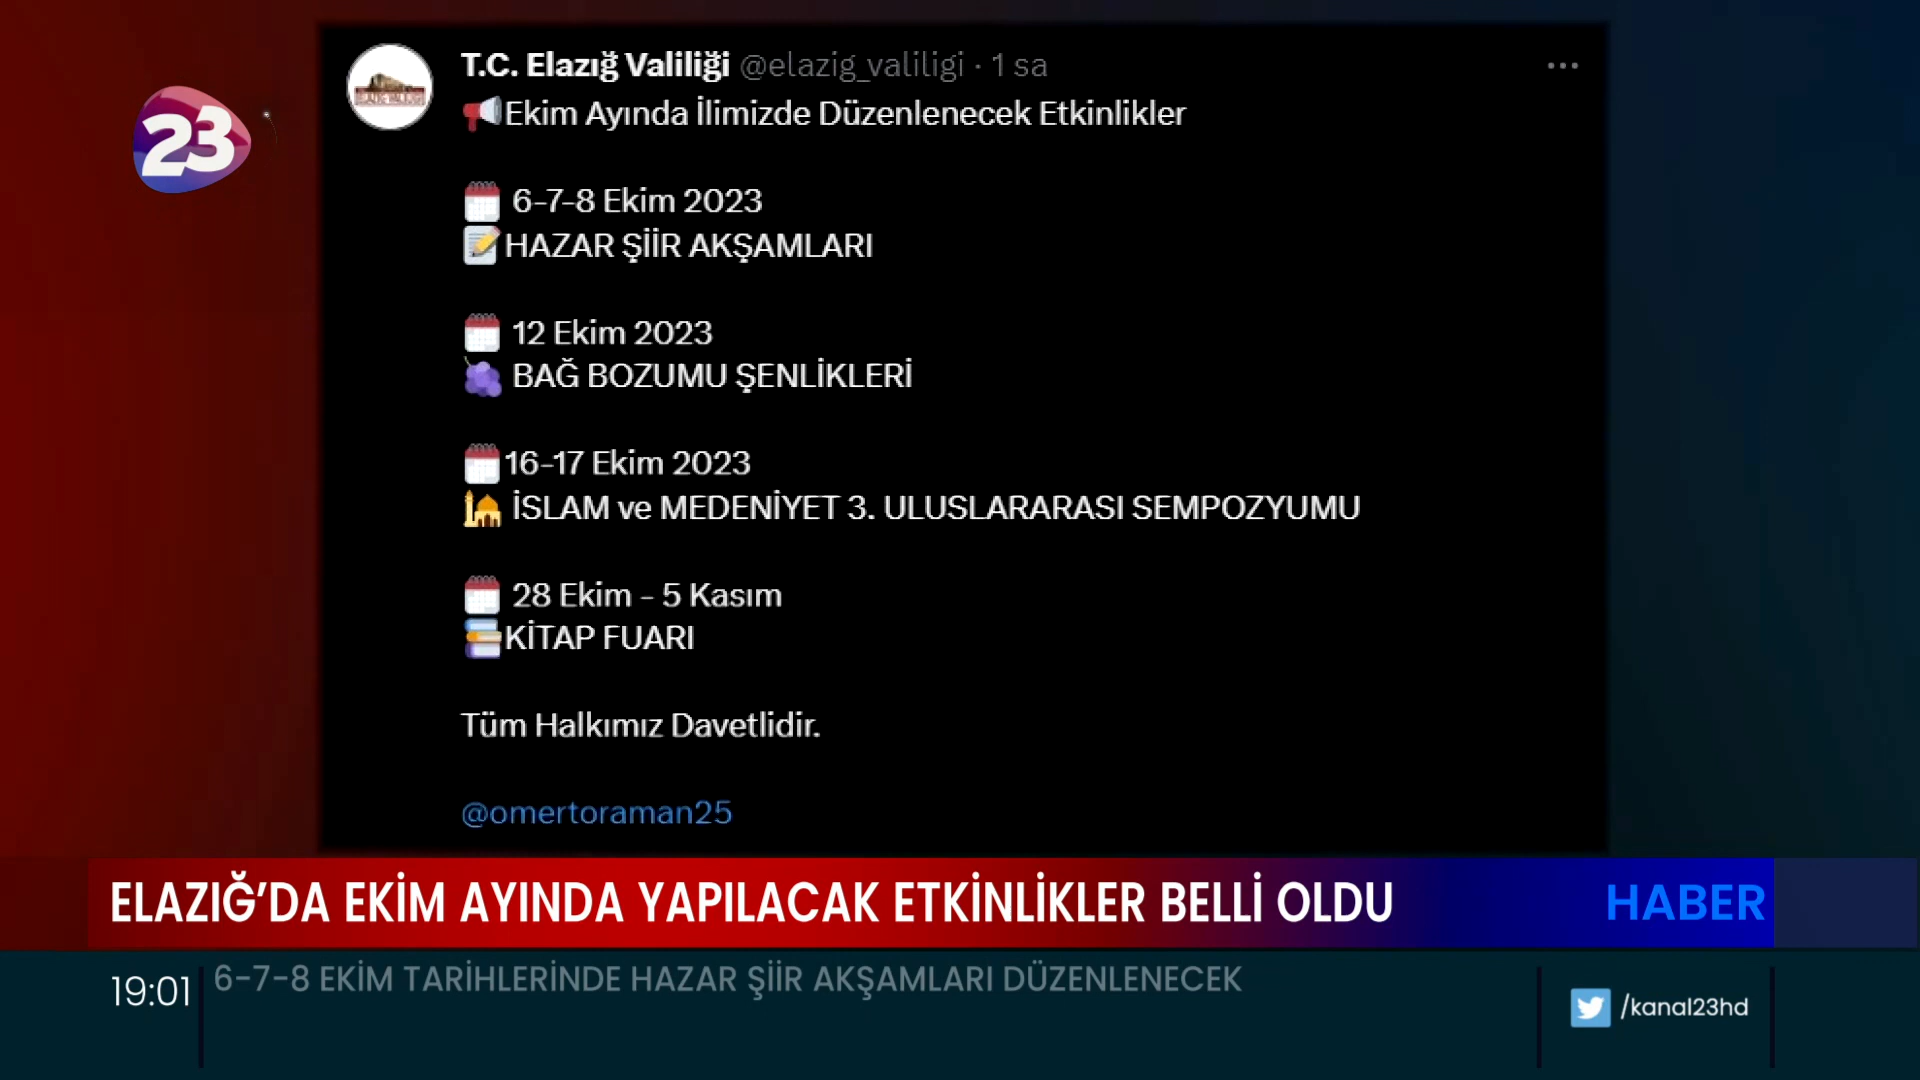 23
T.C. Elazığ Valiliği @elazig_valiligi · 1 sa
Ekim Ayında İlimizde Düzenlenecek Etkinlikler
6-7-8 Ekim 2023
HAZAR ŞİİR AKŞAMLARI
12 Ekim 2023
BAĞ BOZUMU ŞENLİKLERİ
16-17 Ekim 2023
İSLAM ve MEDENİYET 3. ULUSLARARASI SEMPOZYUMU
28 Ekim - 5 Kasım
KİTAP FUARI
Tüm Halkımız Davetlidir.
@omertoraman25
ELAZIĞ’DA EKİM AYINDA YAPILACAK ETKİNLİKLER BELLİ OLDU
HABER
19:01
6-7-8 EKİM TARİHLERİNDE HAZAR ŞİİR AKŞAMLARI DÜZENLENECEK
/kanal23hd